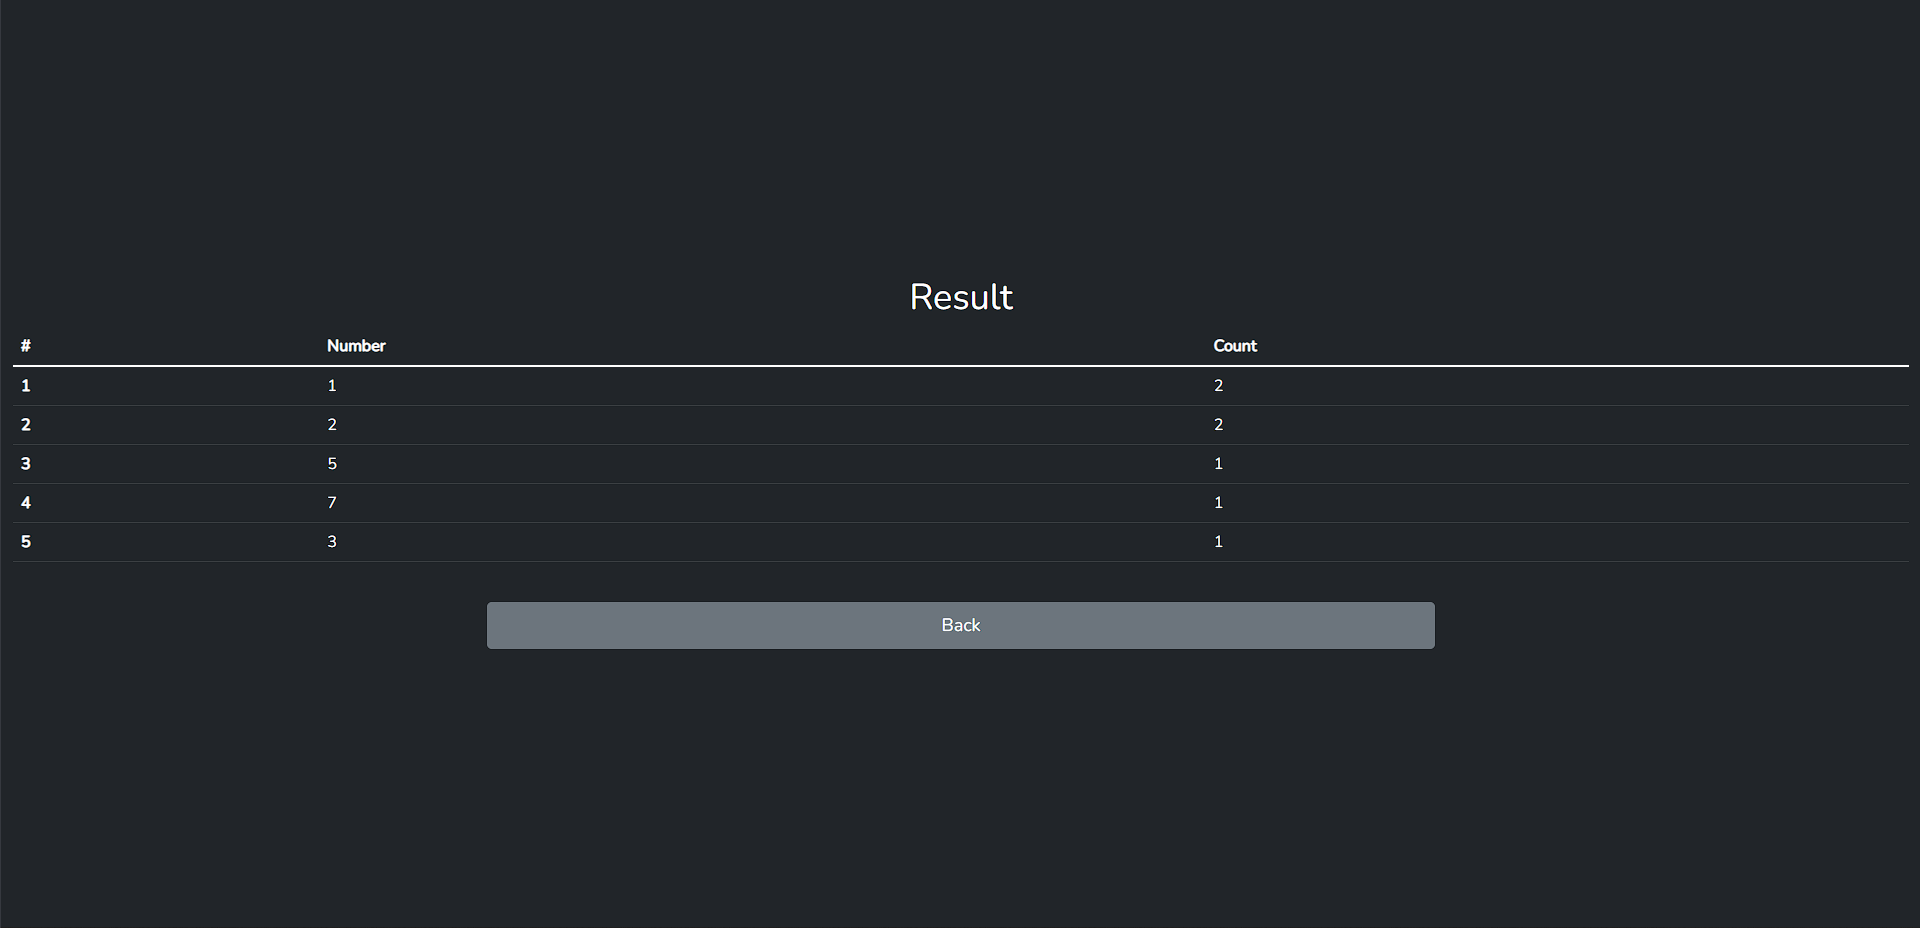 Result
# Number Count
1 1 2
2 2 2
3 5 1
4 7 1
5 3 1
Back